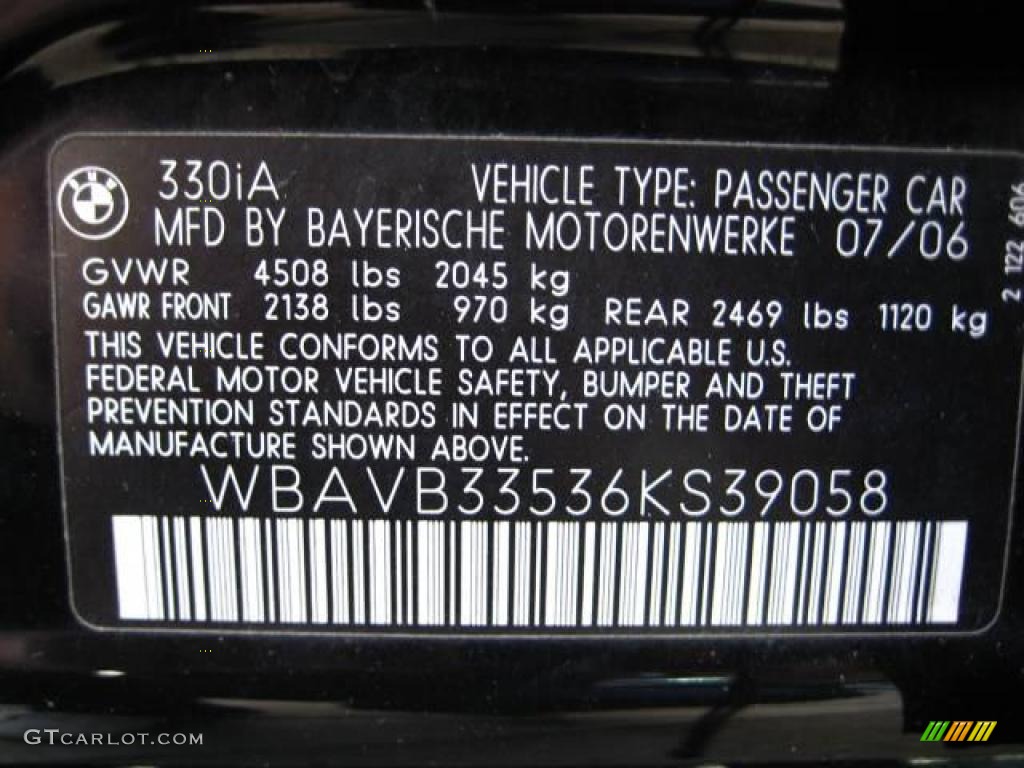 330iA VEHICLE TYPE: PASSENGER CAR
MFD BY BAYERISCHE MOTORENWERKE 07/06
GVWR 4508 lbs 2045 kg
GAWR FRONT 2138 lbs 970 kg REAR 2469 lbs 1120 kg
THIS VEHICLE CONFORMS TO ALL APPLICABLE U.S.
FEDERAL MOTOR VEHICLE SAFETY, BUMPER AND THEFT
PREVENTION STANDARDS IN EFFECT ON THE DATE OF
MANUFACTURE SHOWN ABOVE.
WBAVB33536KS39058
2 122 606
BMW
GTCARLOT.COM